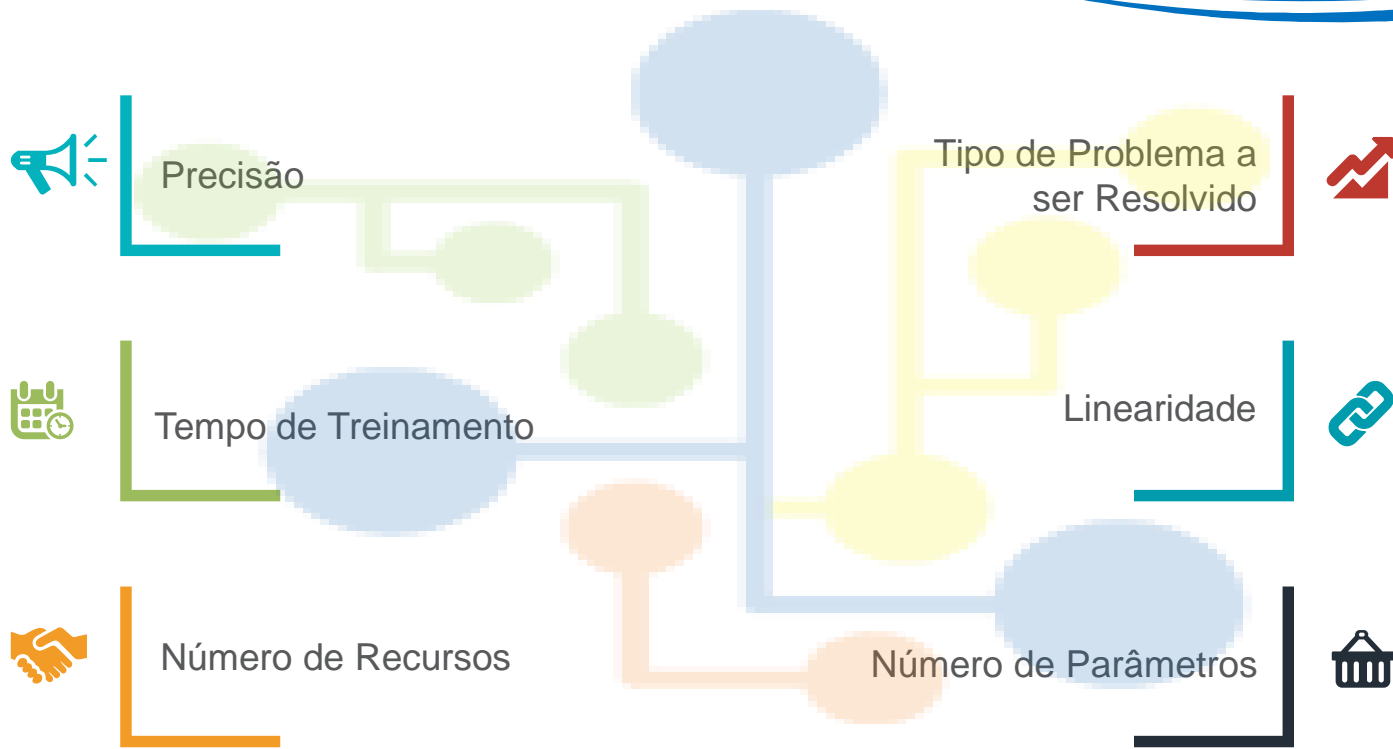 Precisão
Tempo de Treinamento
Número de Recursos
Tipo de Problema a
ser Resolvido
Linearidade
Número de Parâmetros